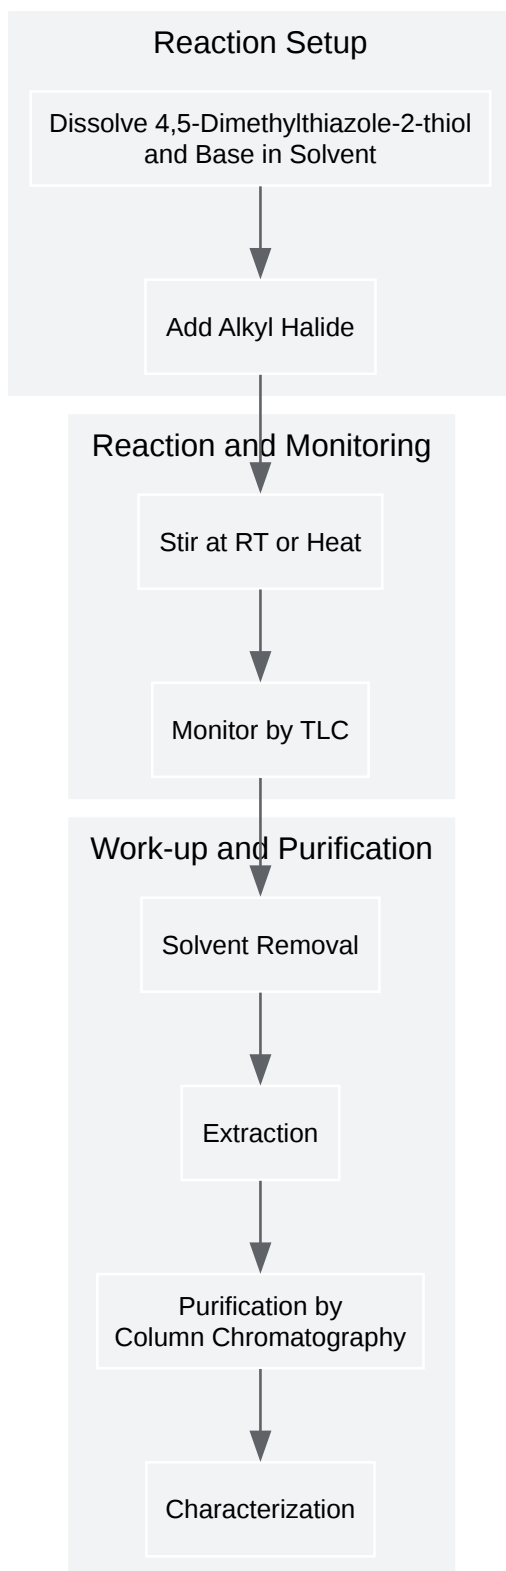 Reaction Setup
Dissolve 4,5-Dimethylthiazole-2-thiol
and Base in Solvent
Add Alkyl Halide
Reaction and Monitoring
Stir at RT or Heat
Monitor by TLC
Work-up and Purification
Solvent Removal
Extraction
Purification by
Column Chromatography
Characterization